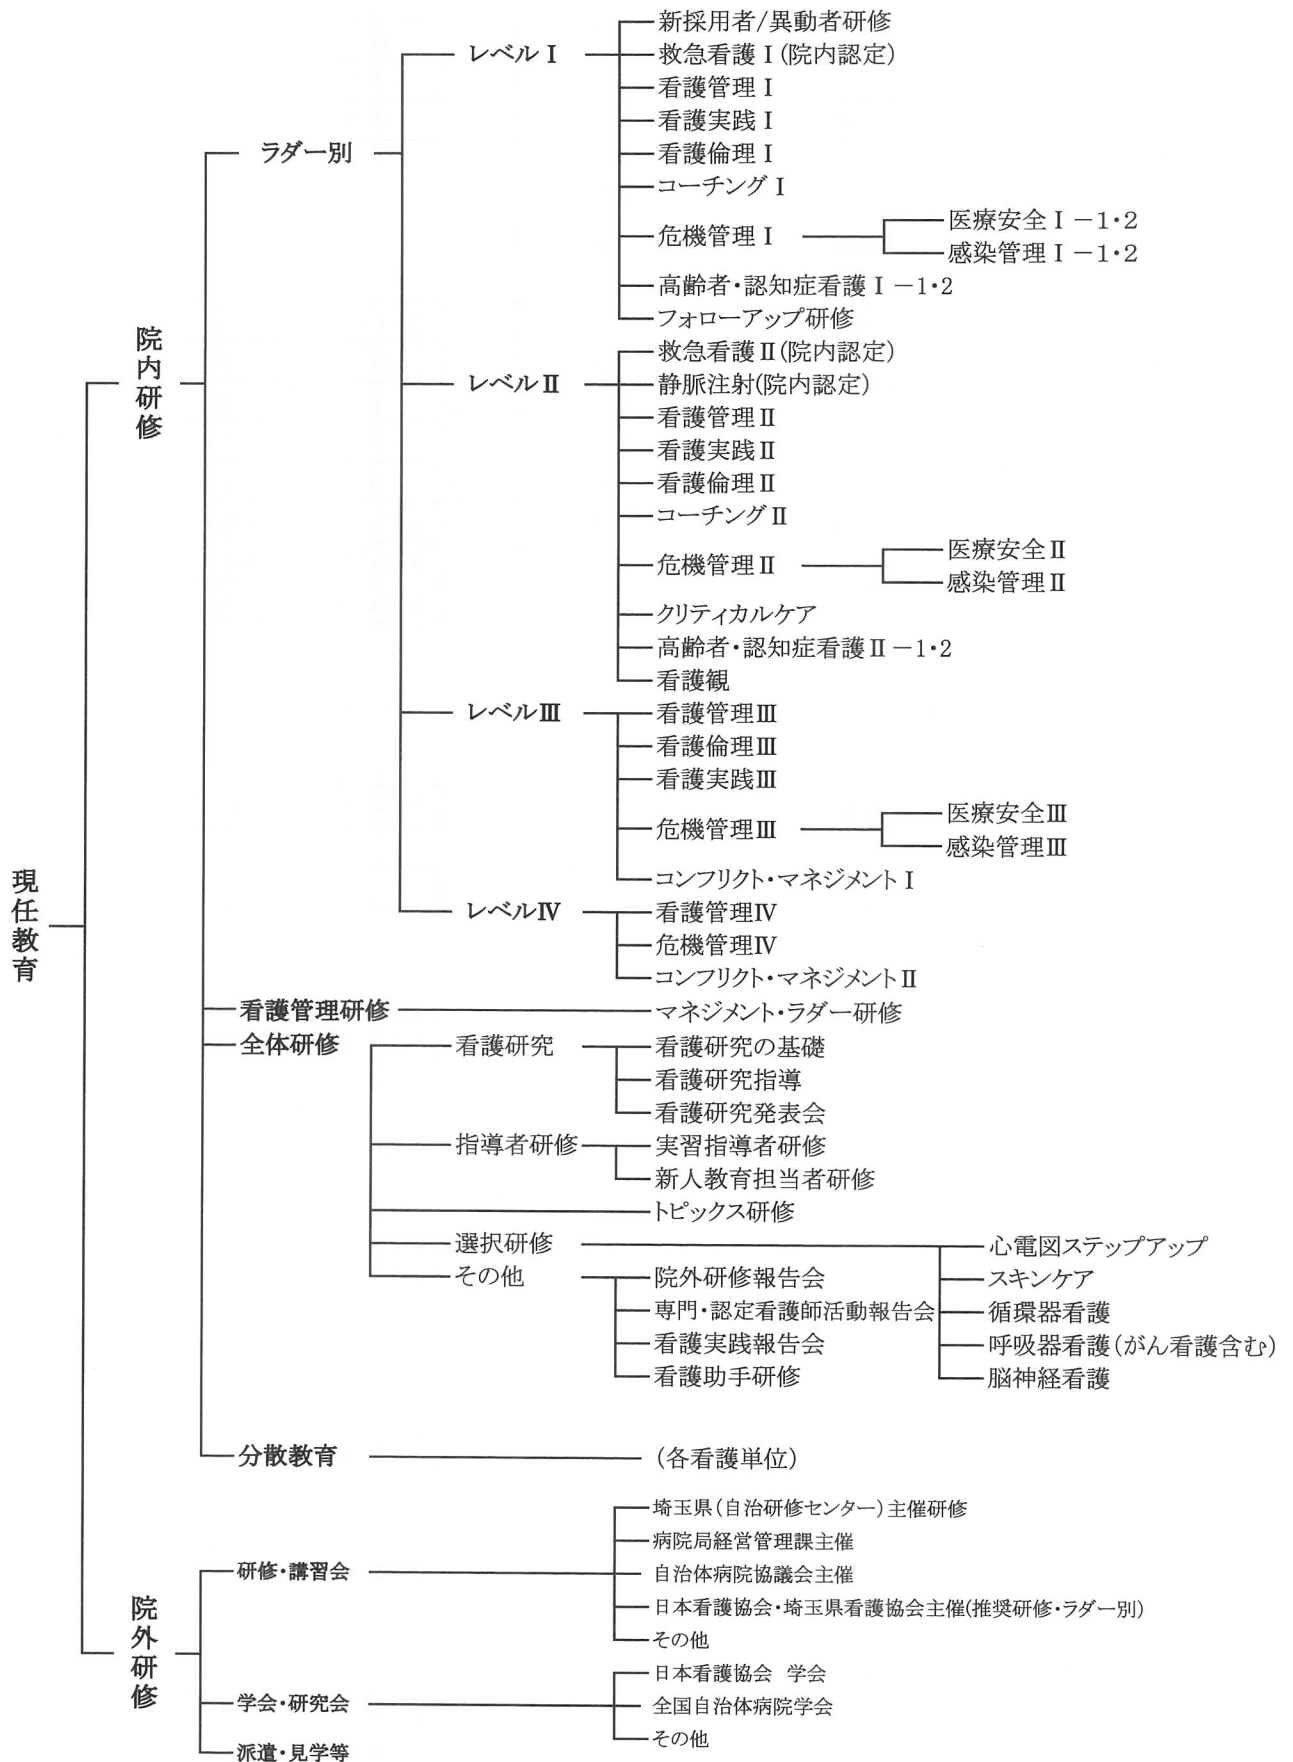 現任教育
院内研修
ラダー別
レベルⅠ
新採用者/異動者研修
救急看護Ⅰ(院内認定)
看護管理Ⅰ
看護実践Ⅰ
看護倫理Ⅰ
コーチングⅠ
危機管理Ⅰ
医療安全Ⅰ－1・2
感染管理Ⅰ－1・2
高齢者・認知症看護Ⅰ－1・2
フォローアップ研修
レベルⅡ
救急看護Ⅱ(院内認定)
静脈注射(院内認定)
看護管理Ⅱ
看護実践Ⅱ
看護倫理Ⅱ
コーチングⅡ
危機管理Ⅱ
医療安全Ⅱ
感染管理Ⅱ
クリティカルケア
高齢者・認知症看護Ⅱ－1・2
看護観
レベルⅢ
看護管理Ⅲ
看護倫理Ⅲ
看護実践Ⅲ
危機管理Ⅲ
医療安全Ⅲ
感染管理Ⅲ
コンフリクト・マネジメントⅠ
レベルⅣ
看護管理Ⅳ
危機管理Ⅳ
コンフリクト・マネジメントⅡ
看護管理研修
マネジメント・ラダー研修
全体研修
看護研究
看護研究の基礎
看護研究指導
看護研究発表会
指導者研修
実習指導者研修
新人教育担当者研修
トピックス研修
選択研修
心電図ステップアップ
スキンケア
循環器看護
呼吸器看護(がん看護含む)
脳神経看護
その他
院外研修報告会
専門・認定看護師活動報告会
看護実践報告会
看護助手研修
分散教育
(各看護単位)
院外研修
研修・講習会
埼玉県(自治研修センター)主催研修
病院局経営管理課主催
自治体病院協議会主催
日本看護協会・埼玉県看護協会主催(推奨研修・ラダー別)
その他
学会・研究会
日本看護協会　学会
全国自治体病院学会
その他
派遣・見学等